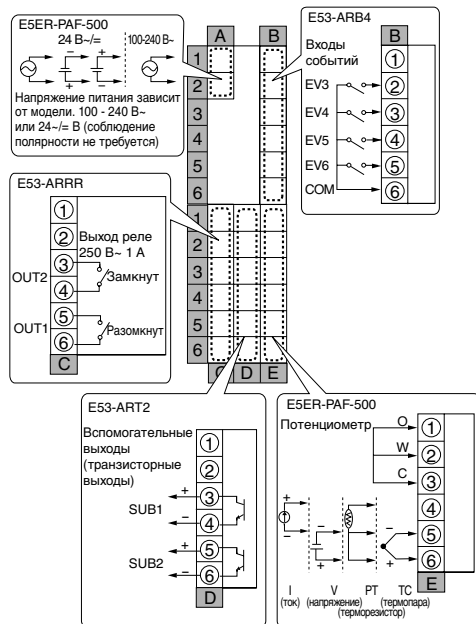 E5ER-PAF-500
24 В~/=
100-240 В~
− +
+ −
Напряжение питания зависит
от модели. 100 - 240 В~
или 24~/= В (соблюдение
полярности не требуется)
A
B
1
2
3
4
5
6
1
2
3
4
5
6
C D E
E53-ARB4
Входы
событий
B
1
EV3 2
EV4 3
EV5 4
EV6 5
COM 6
E53-ARRR
1
2
Выход реле
250 В~ 1 А
3
OUT2
Замкнут
4
5
OUT1
Разомкнут
6
C
E53-ART2
Вспомогательные
выходы
(транзисторные
выходы)
1
2
+ 3
SUB1
− 4
+ 5
SUB2
− 6
D
E5ER-PAF-500
Потенциометр
O 1
W 2
C 3
4
5
6
E
+
−
−
+
−
+
I V PT TC
(ток) (напряжение) (термопара)
(терморезистор)